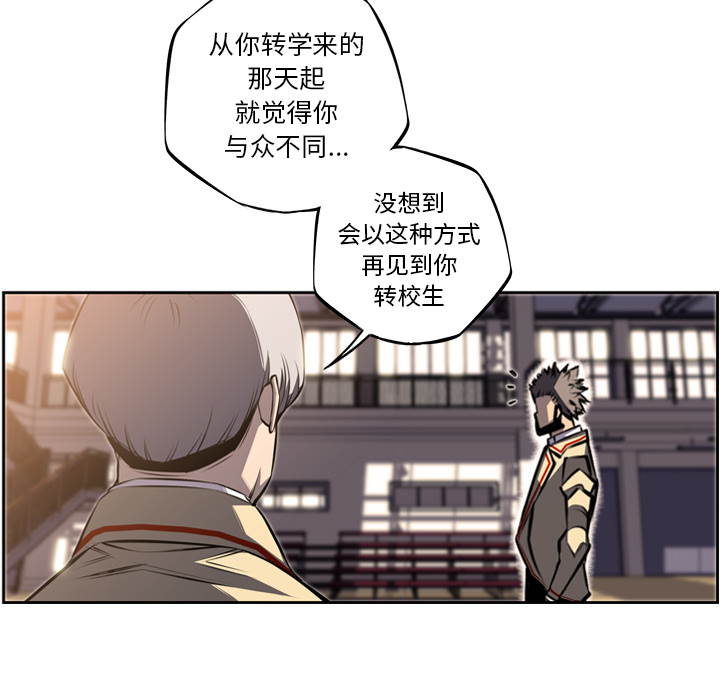 从你转学来的
那天起
就觉得你
与众不同...
没想到
会以这种方式
再见到你
转校生